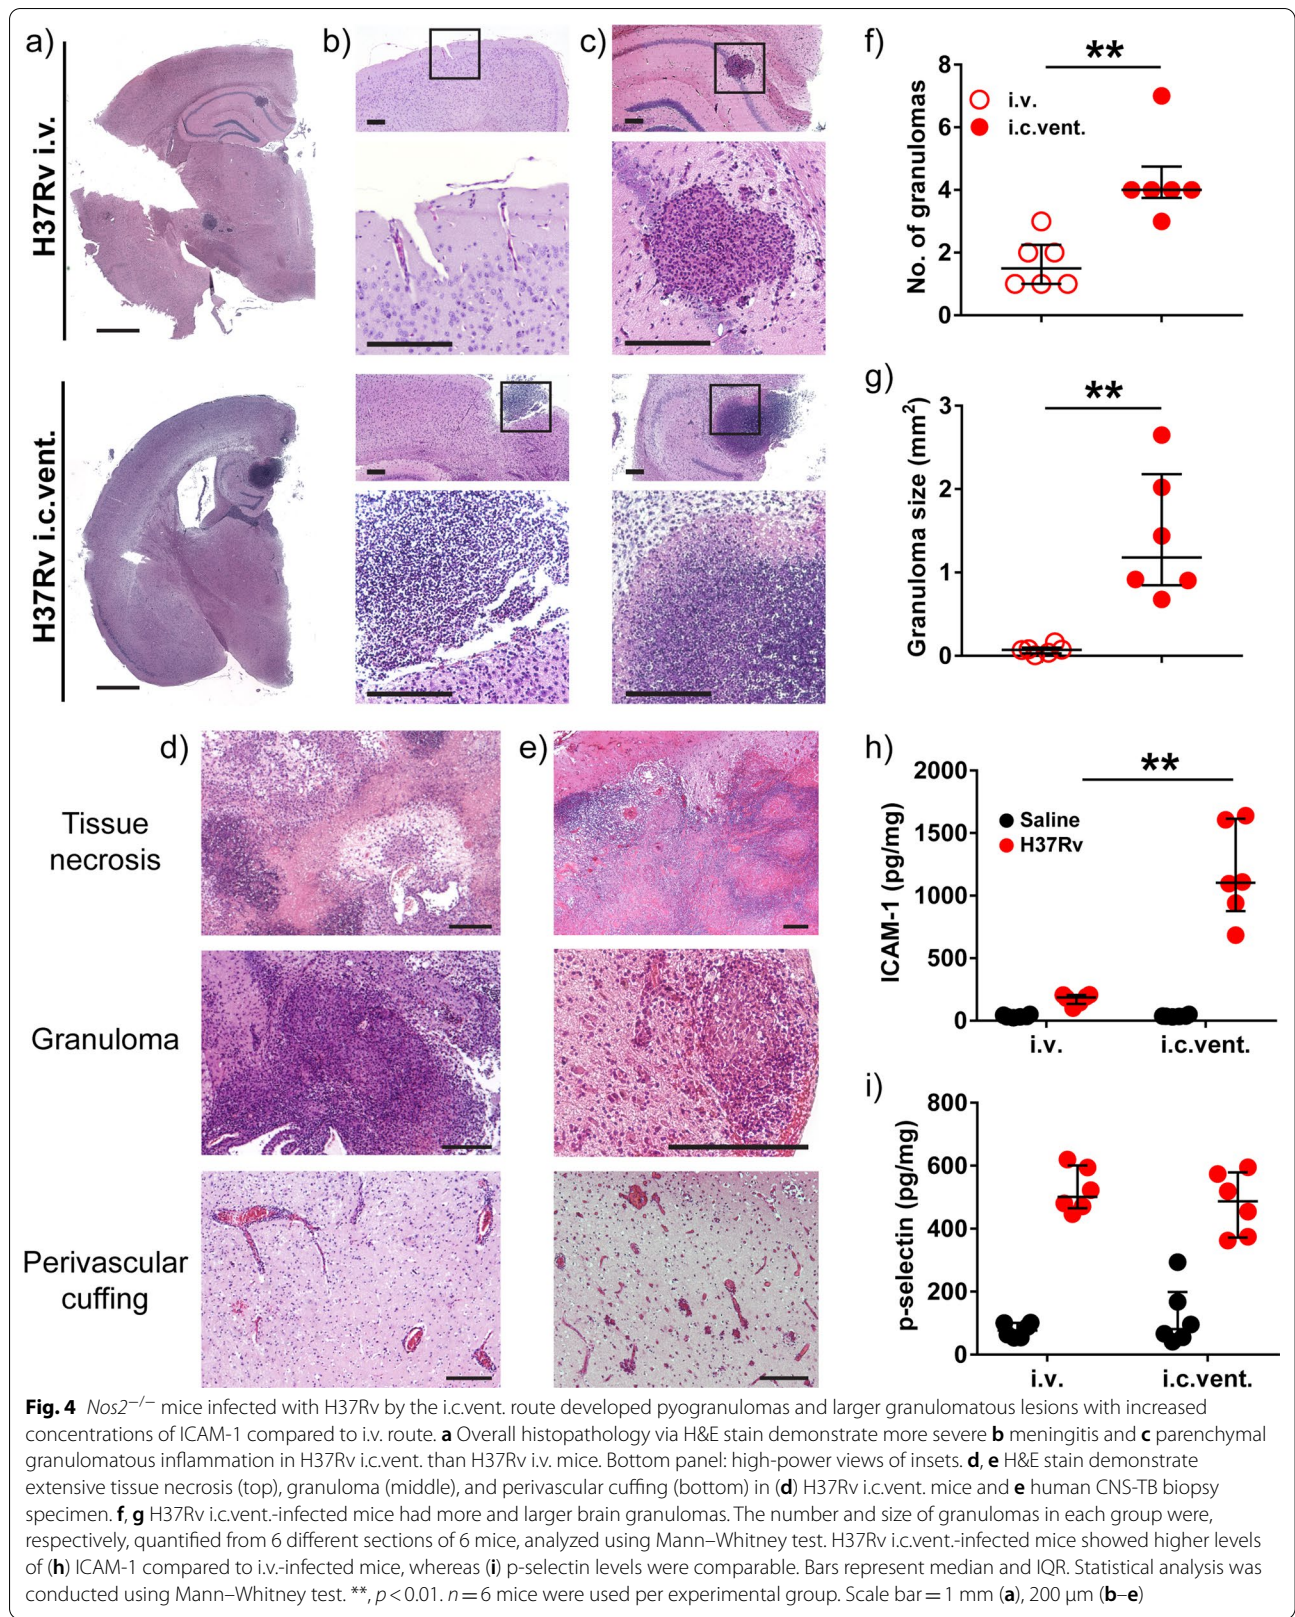 a)
b)
c)
H37Rv i.v.
H37Rv i.c.vent.
f)
**
No. of granulomas
8
6
4
2
0
i.v.
i.c.vent.
g)
**
Granuloma size (mm²)
3
2
1
0
d)
e)
Tissue
necrosis
Granuloma
Perivascular
cuffing
h)
**
ICAM-1 (pg/mg)
2000
1500
1000
500
0
Saline
H37Rv
i.v.
i.c.vent.
i)
p-selectin (pg/mg)
800
600
400
200
0
i.v.
i.c.vent.
Fig. 4 Nos2−/− mice infected with H37Rv by the i.c.vent. route developed pyogranulomas and larger granulomatous lesions with increased
concentrations of ICAM-1 compared to i.v. route. a Overall histopathology via H&E stain demonstrate more severe b meningitis and c parenchymal
granulomatous inflammation in H37Rv i.c.vent. than H37Rv i.v. mice. Bottom panel: high-power views of insets. d, e H&E stain demonstrate
extensive tissue necrosis (top), granuloma (middle), and perivascular cuffing (bottom) in (d) H37Rv i.c.vent. mice and e human CNS-TB biopsy
specimen. f, g H37Rv i.c.vent.-infected mice had more and larger brain granulomas. The number and size of granulomas in each group were,
respectively, quantified from 6 different sections of 6 mice, analyzed using Mann–Whitney test. H37Rv i.c.vent.-infected mice showed higher levels
of (h) ICAM-1 compared to i.v.-infected mice, whereas (i) p-selectin levels were comparable. Bars represent median and IQR. Statistical analysis was
conducted using Mann–Whitney test. **, p < 0.01. n = 6 mice were used per experimental group. Scale bar = 1 mm (a), 200 μm (b–e)